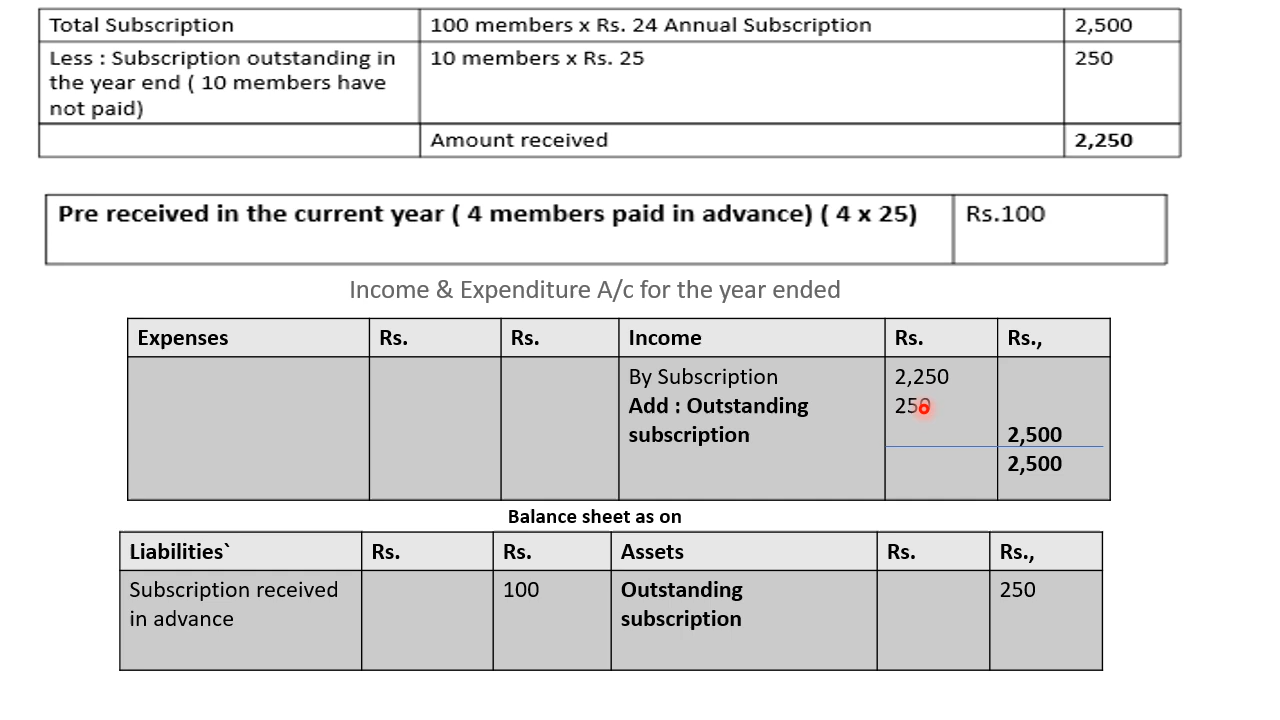 Total Subscription 100 members x Rs. 24 Annual Subscription 2,500
Less : Subscription outstanding in 10 members x Rs. 25 250
the year end ( 10 members have
not paid)
Amount received 2,250
Pre received in the current year ( 4 members paid in advance) ( 4 x 25) Rs.100
Income & Expenditure A/c for the year ended
Expenses Rs. Rs. Income Rs. Rs.,
By Subscription 2,250
Add : Outstanding 250
subscription 2,500
2,500
Balance sheet as on
Liabilities` Rs. Rs. Assets Rs. Rs.,
Subscription received 100 Outstanding 250
in advance subscription